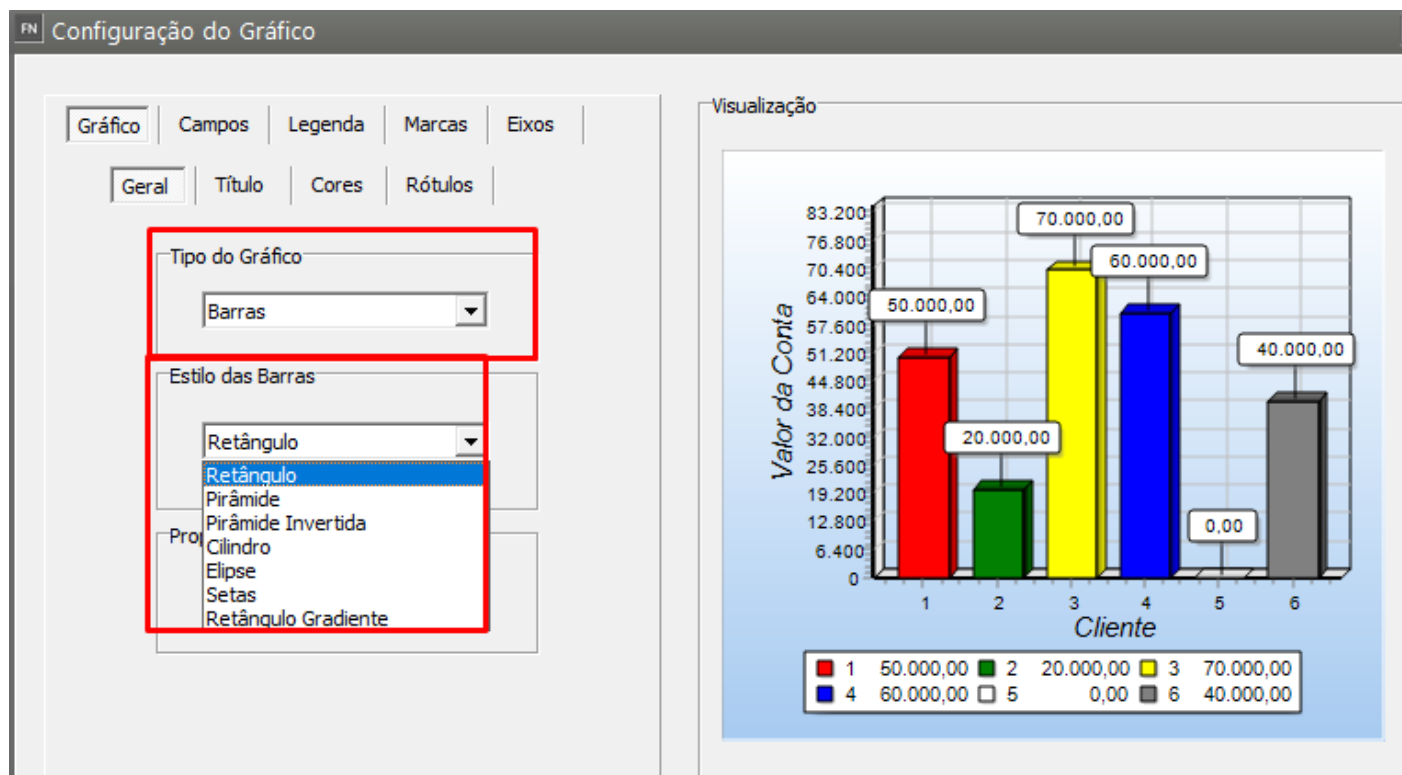 FN Configuração do Gráfico
Gráfico Campos Legenda Marcas Eixos
Geral Título Cores Rótulos
Tipo do Gráfico
Barras
Estilo das Barras
Retângulo
Retângulo
Pirâmide
Pirâmide Invertida
Cilindro
Elipse
Setas
Retângulo Gradiente
Visualização
Valor da Conta
83.200
76.800
70.400
64.000
57.600
51.200
44.800
38.400
32.000
25.600
19.200
12.800
6.400
0
50.000,00
20.000,00
70.000,00
60.000,00
0,00
40.000,00
1 2 3 4 5 6
Cliente
1 50.000,00 2 20.000,00 3 70.000,00
4 60.000,00 5 0,00 6 40.000,00